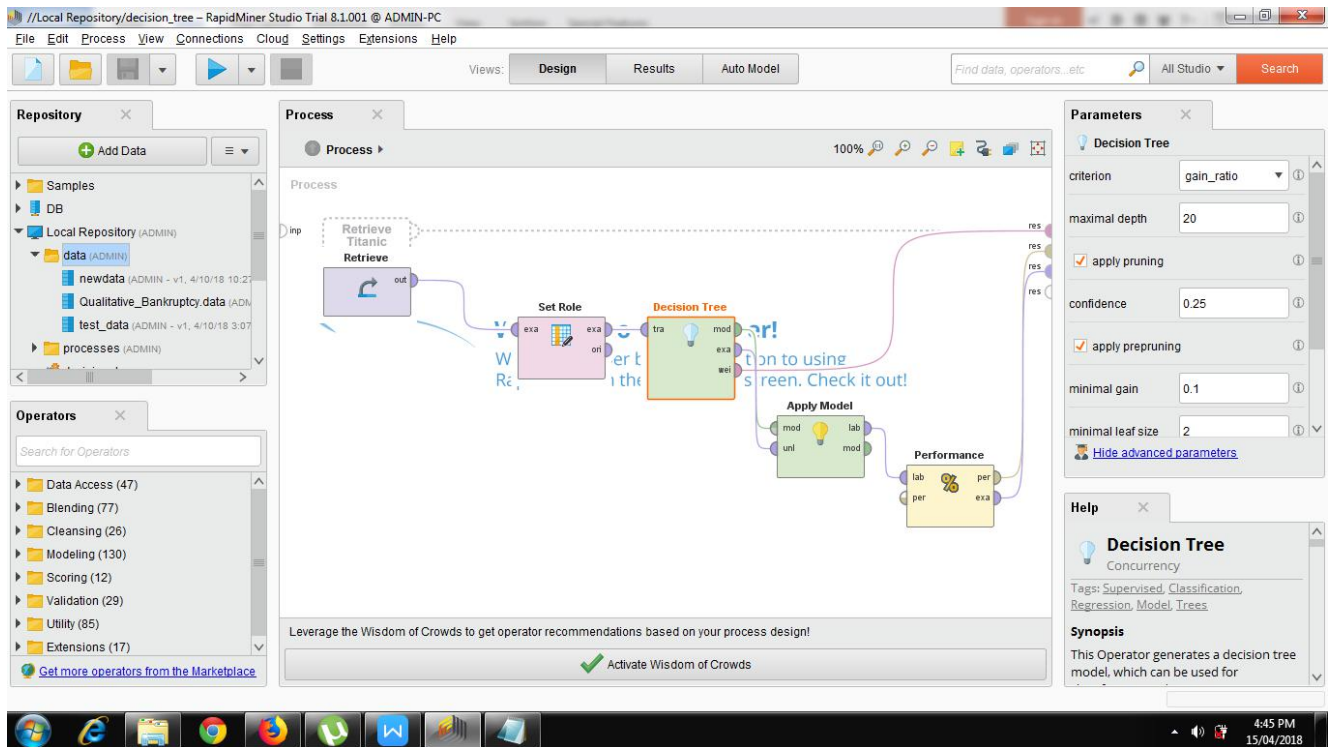 //Local Repository/decision_tree – RapidMiner Studio Trial 8.1.001 @ ADMIN-PC
File Edit Process View Connections Cloud Settings Extensions Help
Views: Design Results Auto Model
Find data, operators...etc All Studio Search
Repository
Add Data
Samples
DB
Local Repository (ADMIN)
data (ADMIN)
newdata (ADMIN - v1, 4/10/18 10:27
Qualitative_Bankruptcy.data (ADM
test_data (ADMIN - v1, 4/10/18 3:07
processes (ADMIN)
Operators
Search for Operators
Data Access (47)
Blending (77)
Cleansing (26)
Modeling (130)
Scoring (12)
Validation (29)
Utility (85)
Extensions (17)
Get more operators from the Marketplace
Process
Process
100%
Process
inp
Retrieve Titanic
Retrieve
out
Set Role
exa exa
ori
Decision Tree
tra mod
exa
wei
Apply Model
mod lab
unl mod
Performance
lab per
per exa
res
res
res
res
er!
tion to using
screen. Check it out!
Leverage the Wisdom of Crowds to get operator recommendations based on your process design!
Activate Wisdom of Crowds
Parameters
Decision Tree
criterion gain_ratio
maximal depth 20
apply pruning
confidence 0.25
apply prepruning
minimal gain 0.1
minimal leaf size 2
Hide advanced parameters
Help
Decision Tree
Concurrency
Tags: Supervised, Classification,
Regression, Model, Trees
Synopsis
This Operator generates a decision tree
model, which can be used for
4:45 PM
15/04/2018